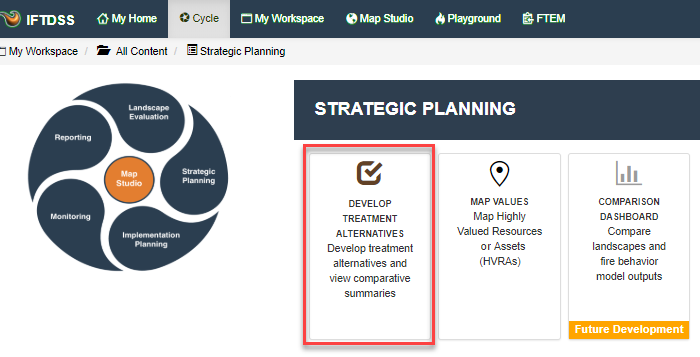 IFTDSS
My Home
Cycle
My Workspace
Map Studio
Playground
FTEM
My Workspace / All Content / Strategic Planning
Landscape
Evaluation
Reporting
Map
Studio
Strategic
Planning
Monitoring
Implementation
Planning
STRATEGIC PLANNING
DEVELOP
TREATMENT
ALTERNATIVES
Develop treatment
alternatives and
view comparative
summaries
MAP VALUES
Map Highly
Valued Resources
or Assets
(HVRAs)
COMPARISON
DASHBOARD
Compare
landscapes and
fire behavior
model outputs
Future Development